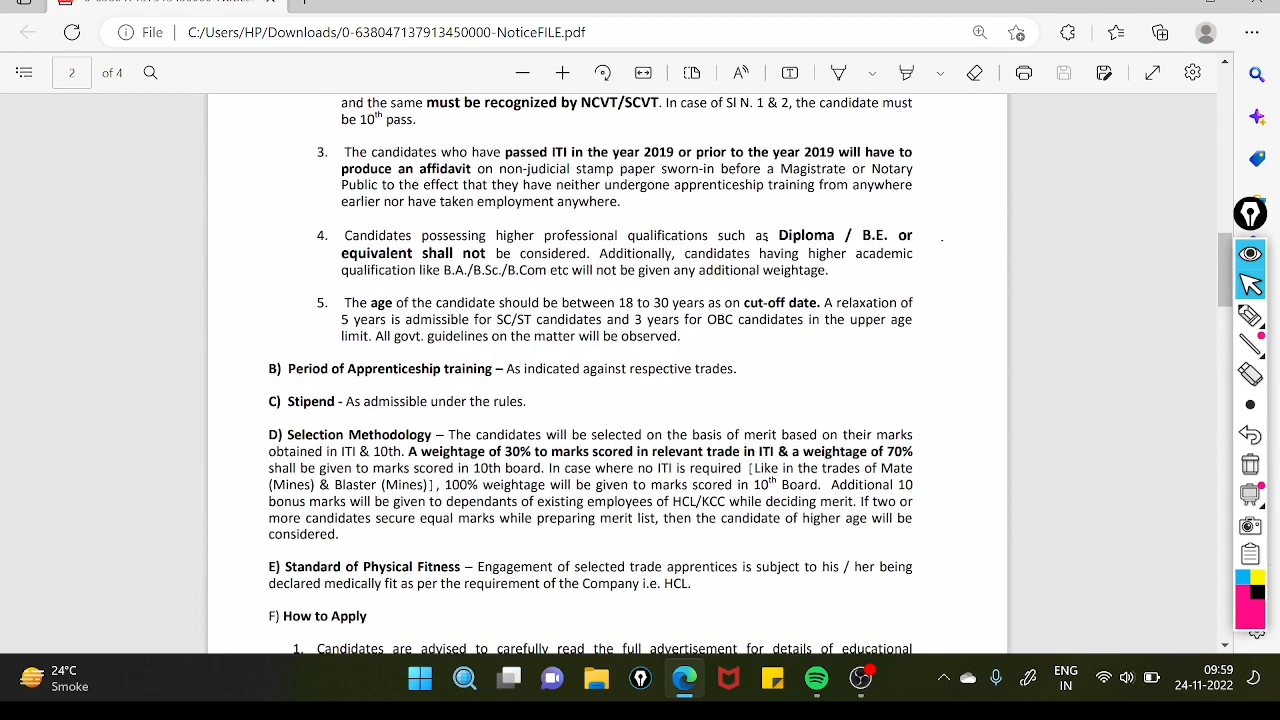 0-638047137913450000-Notice
File
C:/Users/HP/Downloads/0-638047137913450000-NoticeFILE.pdf
2 of 4
and the same must be recognized by NCVT/SCVT. In case of Sl N. 1 & 2, the candidate must
be 10th pass.
3. The candidates who have passed ITI in the year 2019 or prior to the year 2019 will have to
produce an affidavit on non-judicial stamp paper sworn-in before a Magistrate or Notary
Public to the effect that they have neither undergone apprenticeship training from anywhere
earlier nor have taken employment anywhere.
4. Candidates possessing higher professional qualifications such as Diploma / B.E. or
equivalent shall not be considered. Additionally, candidates having higher academic
qualification like B.A./B.Sc./B.Com etc will not be given any additional weightage.
5. The age of the candidate should be between 18 to 30 years as on cut-off date. A relaxation of
5 years is admissible for SC/ST candidates and 3 years for OBC candidates in the upper age
limit. All govt. guidelines on the matter will be observed.
B) Period of Apprenticeship training – As indicated against respective trades.
C) Stipend - As admissible under the rules.
D) Selection Methodology – The candidates will be selected on the basis of merit based on their marks
obtained in ITI & 10th. A weightage of 30% to marks scored in relevant trade in ITI & a weightage of 70%
shall be given to marks scored in 10th board. In case where no ITI is required [Like in the trades of Mate
(Mines) & Blaster (Mines)], 100% weightage will be given to marks scored in 10th Board. Additional 10
bonus marks will be given to dependants of existing employees of HCL/KCC while deciding merit. If two or
more candidates secure equal marks while preparing merit list, then the candidate of higher age will be
considered.
E) Standard of Physical Fitness – Engagement of selected trade apprentices is subject to his / her being
declared medically fit as per the requirement of the Company i.e. HCL.
F) How to Apply
1. Candidates are advised to carefully read the full advertisement for details of educational
24°C
Smoke
ENG
IN
09:59
24-11-2022